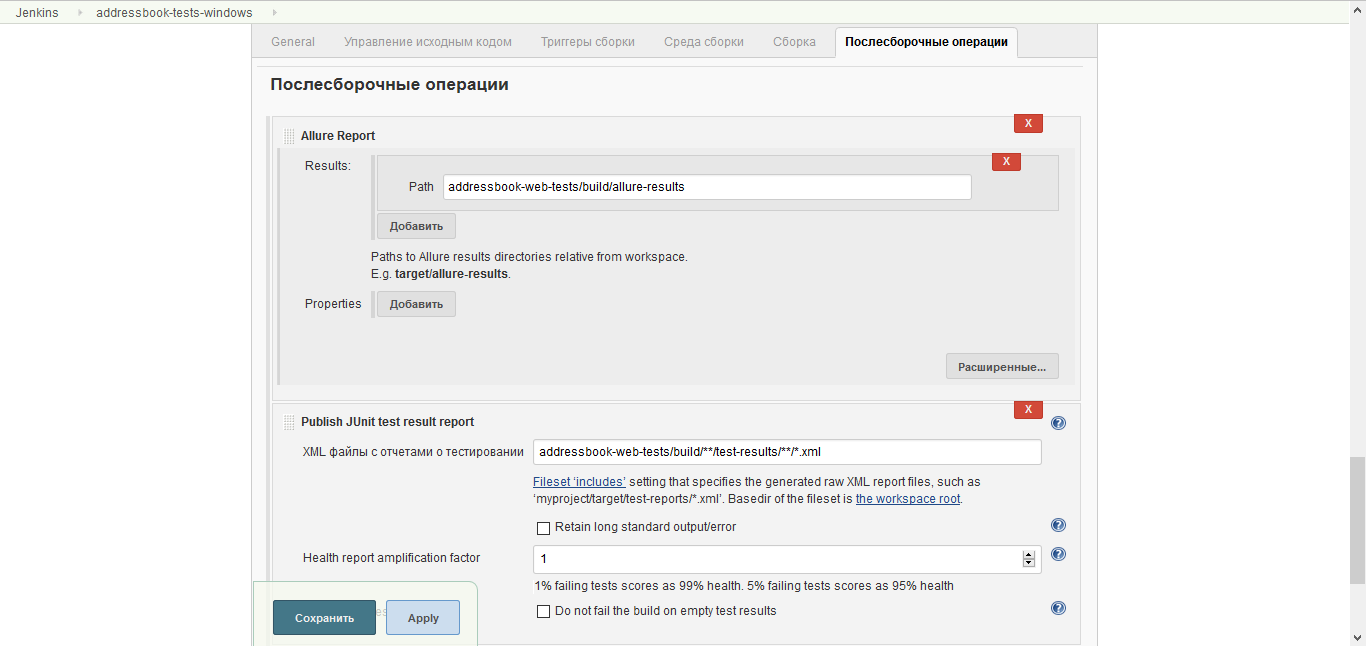 Jenkins addressbook-tests-windows
General Управление исходным кодом Триггеры сборки Среда сборки Сборка Послесборочные операции
Послесборочные операции
X
Allure Report
Results:
X
Path addressbook-web-tests/build/allure-results
Добавить
Paths to Allure results directories relative from workspace.
E.g. target/allure-results.
Properties Добавить
Расширенные...
X
Publish JUnit test result report
XML файлы с отчетами о тестировании addressbook-web-tests/build/**/test-results/**/*.xml
Fileset ‘includes’ setting that specifies the generated raw XML report files, such as
‘myproject/target/test-reports/*.xml’. Basedir of the fileset is the workspace root.
Retain long standard output/error
Health report amplification factor 1
1% failing tests scores as 99% health. 5% failing tests scores as 95% health
Do not fail the build on empty test results
Сохранить Apply